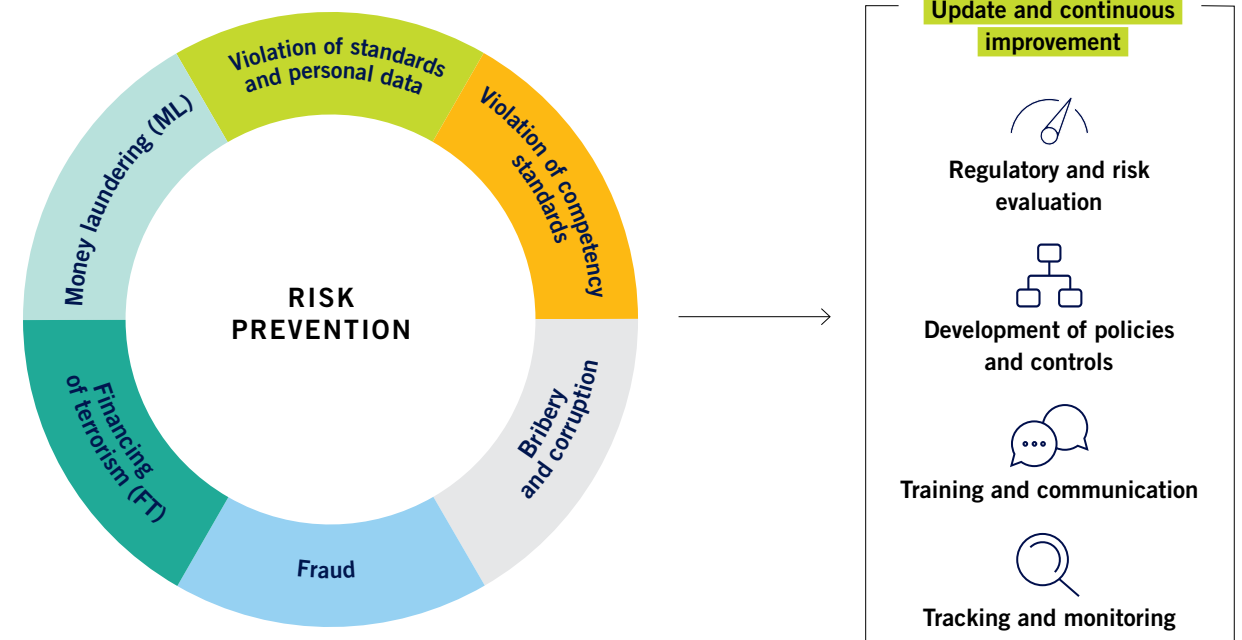 Violation of standards
and personal data
Violation of competency
standards
Bribery
and corruption
Fraud
Financing
of terrorism (FT)
Money laundering (ML)
RISK
PREVENTION
Update and continuous
improvement
Regulatory and risk
evaluation
Development of policies
and controls
Training and communication
Tracking and monitoring